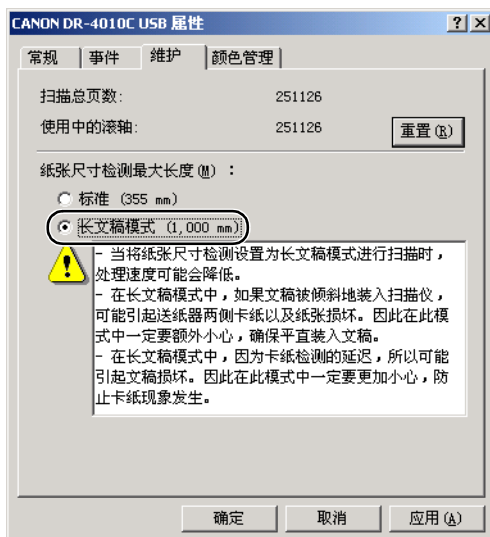 CANON DR-4010C USB 属性
常规 事件 维护 颜色管理
扫描总页数: 251126
使用中的滚轴: 251126 重置(R)
纸张尺寸检测最大长度(M)：
标准 (355 mm)
长文稿模式 (1,000 mm)
- 当将纸张尺寸检测设置为长文稿模式进行扫描时，
处理速度可能会降低。
- 在长文稿模式中，如果文稿被倾斜地装入扫描仪，
可能引起送纸器两侧卡纸以及纸张损坏。因此在此模
式中一定要额外小心，确保平直装入文稿。
- 在长文稿模式中，因为卡纸检测的延迟，所以可能
引起文稿损坏。因此在此模式中一定要更加小心，防
止卡纸现象发生。
确定 取消 应用(A)